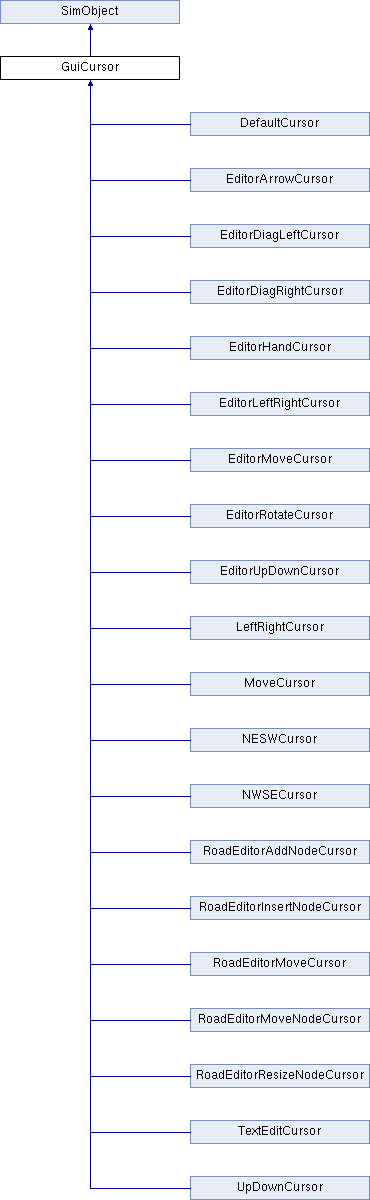 SimObject
GuiCursor
DefaultCursor
EditorArrowCursor
EditorDiagLeftCursor
EditorDiagRightCursor
EditorHandCursor
EditorLeftRightCursor
EditorMoveCursor
EditorRotateCursor
EditorUpDownCursor
LeftRightCursor
MoveCursor
NESWCursor
NWSECursor
RoadEditorAddNodeCursor
RoadEditorInsertNodeCursor
RoadEditorMoveCursor
RoadEditorMoveNodeCursor
RoadEditorResizeNodeCursor
TextEditCursor
UpDownCursor